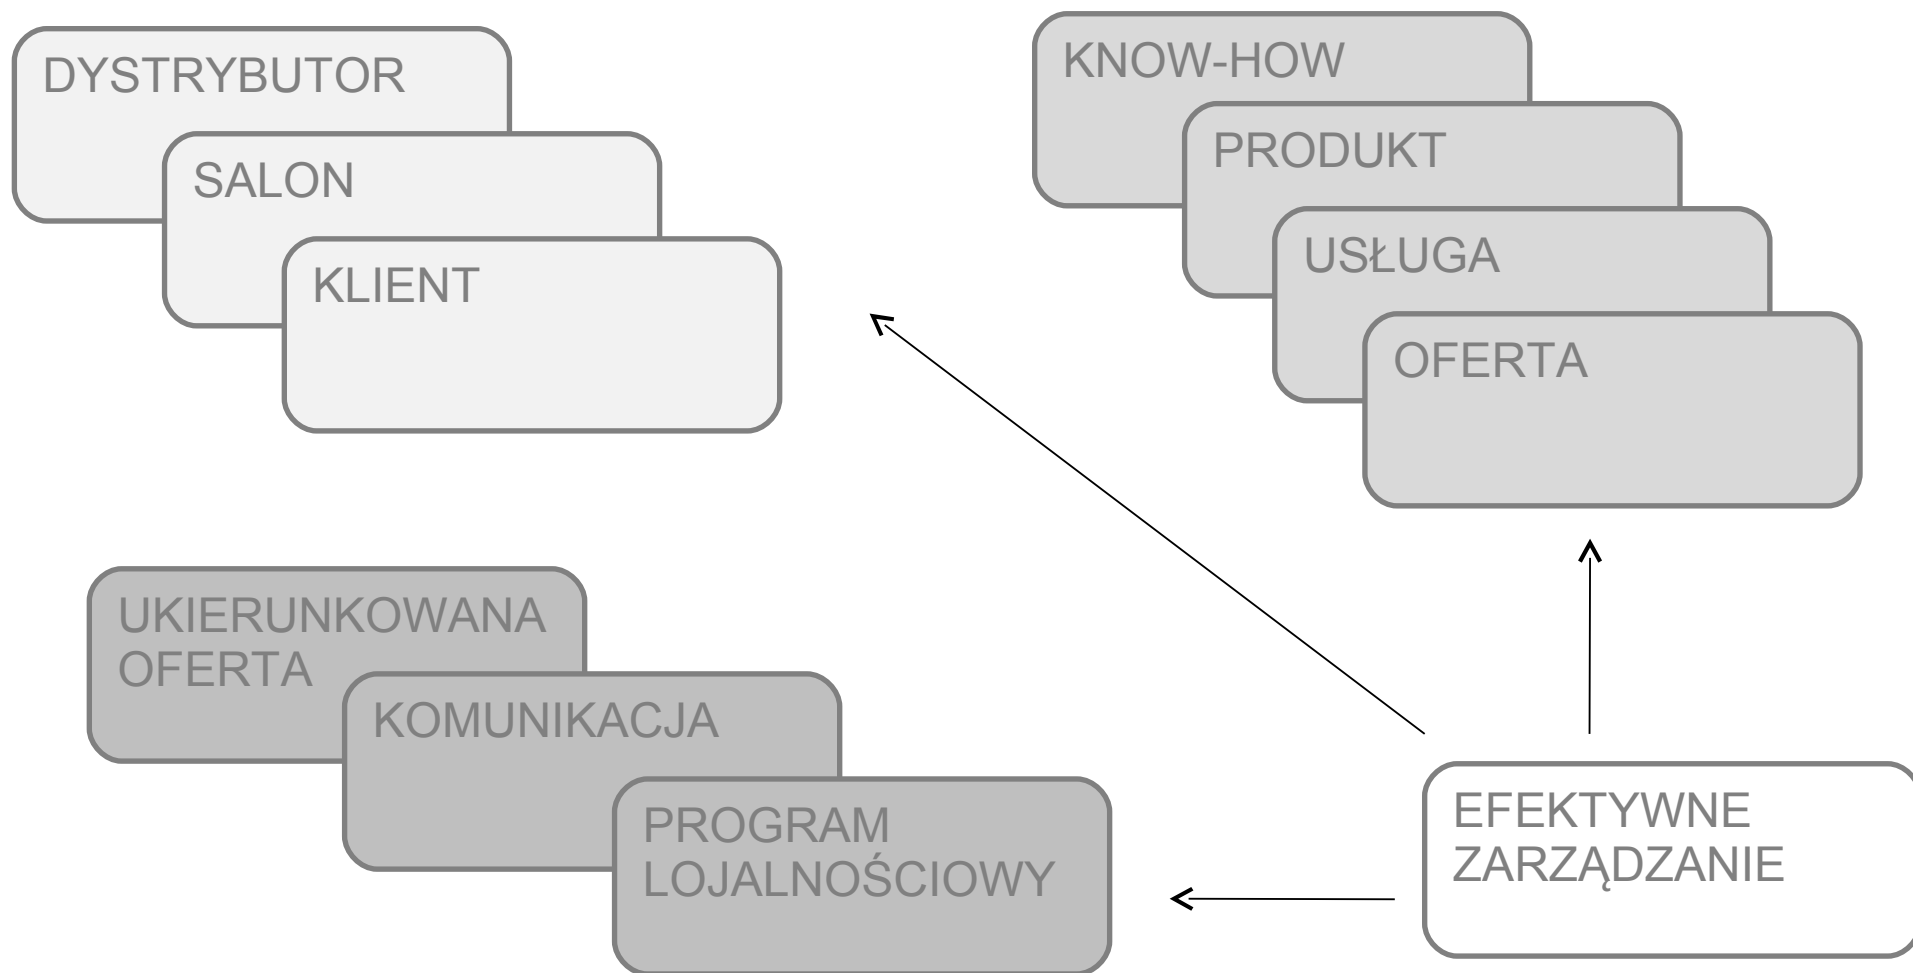 DYSTRYBUTOR
SALON
KLIENT
KNOW-HOW
PRODUKT
USŁUGA
OFERTA
UKIERUNKOWANA
OFERTA
KOMUNIKACJA
PROGRAM
LOJALNOŚCIOWY
EFEKTYWNE
ZARZĄDZANIE